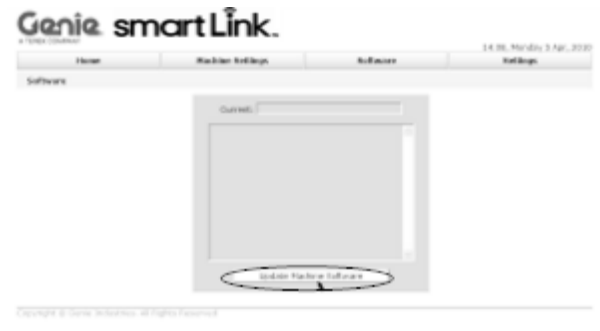 Genie smartLink.
A TEREX COMPANY
14:06, Monday 5 Apr, 2010
Home Machine Settings Software Settings
Software
Current:
Update Machine Software
Copyright © Genie Industries. All Rights Reserved